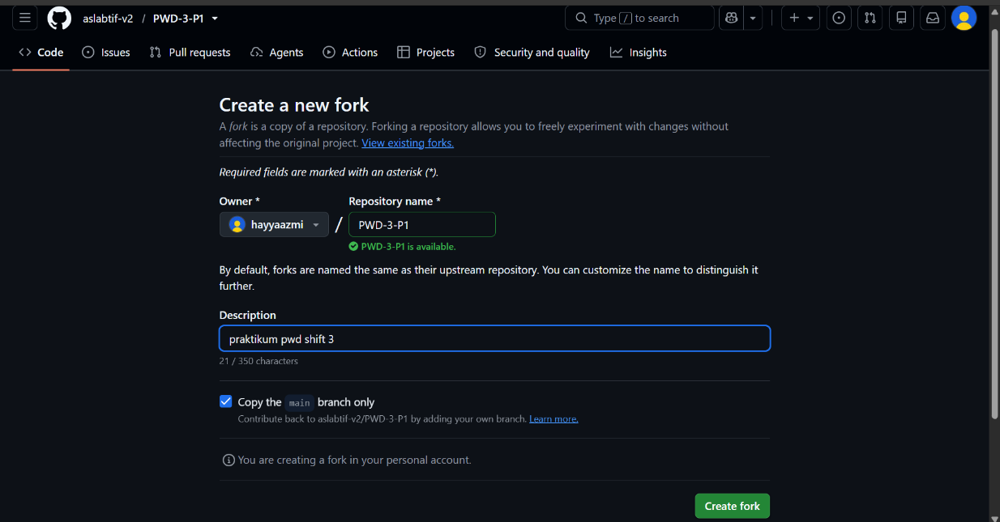 aslabtif-v2 / PWD-3-P1
Type / to search
Code Issues Pull requests Agents Actions Projects Security and quality Insights
Create a new fork
A fork is a copy of a repository. Forking a repository allows you to freely experiment with changes without
affecting the original project. View existing forks.
Required fields are marked with an asterisk (*).
Owner * Repository name *
hayyaazmi / PWD-3-P1
PWD-3-P1 is available.
By default, forks are named the same as their upstream repository. You can customize the name to distinguish it
further.
Description
praktikum pwd shift 3
21 / 350 characters
Copy the main branch only
Contribute back to aslabtif-v2/PWD-3-P1 by adding your own branch. Learn more.
You are creating a fork in your personal account.
Create fork